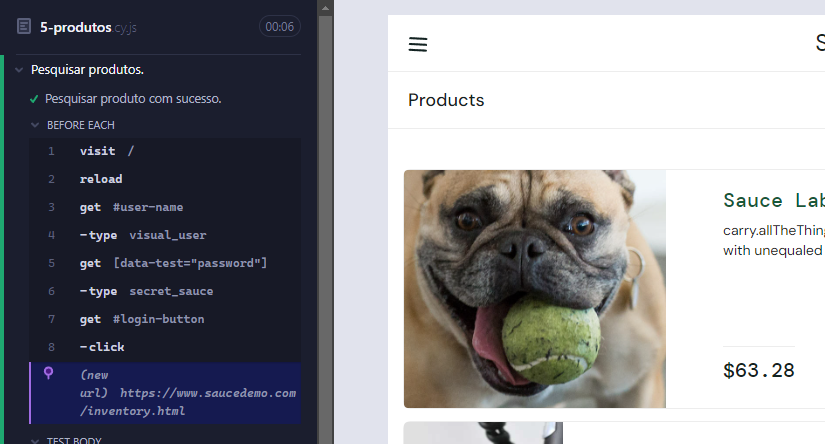 5-produtos.cy.js
00:06
Pesquisar produtos.
Pesquisar produto com sucesso.
BEFORE EACH
1 visit /
2 reload
3 get #user-name
4 -type visual_user
5 get [data-test="password"]
6 -type secret_sauce
7 get #login-button
8 -click
(new
url) https://www.saucedemo.com
/inventory.html
TEST BODY
S
Products
Sauce Lab
carry.allTheThing
with unequaled
$63.28